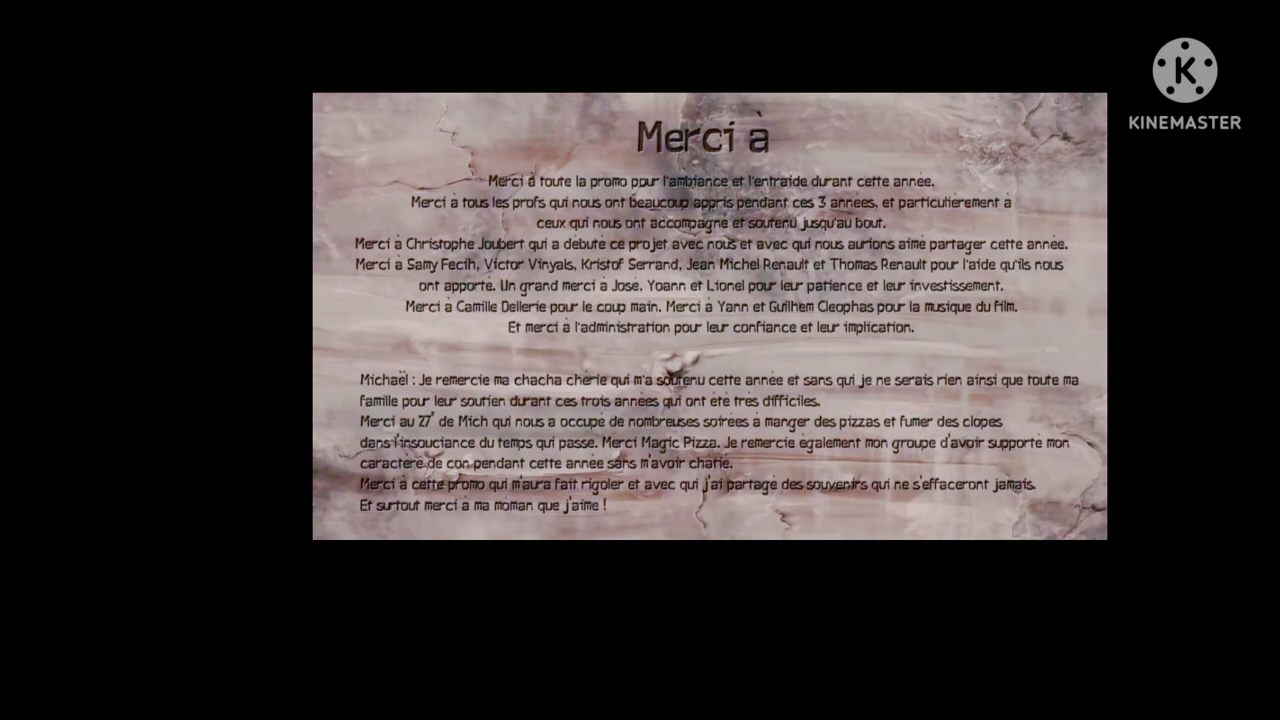 KINEMASTER
Merci à
Merci à toute la promo pour l'ambiance et l'entraide durant cette année.
Merci à tous les profs qui nous ont beaucoup appris pendant ces 3 années, et particulièrement à
ceux qui nous ont accompagné et soutenu jusqu'au bout.
Merci à Christophe Joubert qui a débuté ce projet avec nous et avec qui nous aurions aimé partager cette année.
Merci à Samy Fecih, Victor Vinyals, Kristof Serrand, Jean Michel Renault et Thomas Renault pour l'aide qu'ils nous
ont apporté. Un grand merci à José, Yoann et Lionel pour leur patience et leur investissement.
Merci à Camille Dellerie pour le coup main. Merci à Yann et Guilhem Cleophas pour la musique du film.
Et merci à l'administration pour leur confiance et leur implication.
Michaël : Je remercie ma chacha chérie qui m'a soutenu cette année et sans qui je ne serais rien ainsi que toute ma
famille pour leur soutien durant ces trois années qui ont été très difficiles.
Merci au 27' de Mich qui nous a occupé de nombreuses soirées à manger des pizzas et fumer des clopes
dans l'insouciance du temps qui passe. Merci Magic Pizza. Je remercie également mon groupe d'avoir supporté mon
caractère de con pendant cette année sans m'avoir chatié.
Merci à cette promo qui m'aura fait rigoler et avec qui j'ai partagé des souvenirs qui ne s'effaceront jamais.
Et surtout merci à ma moman que j'aime !